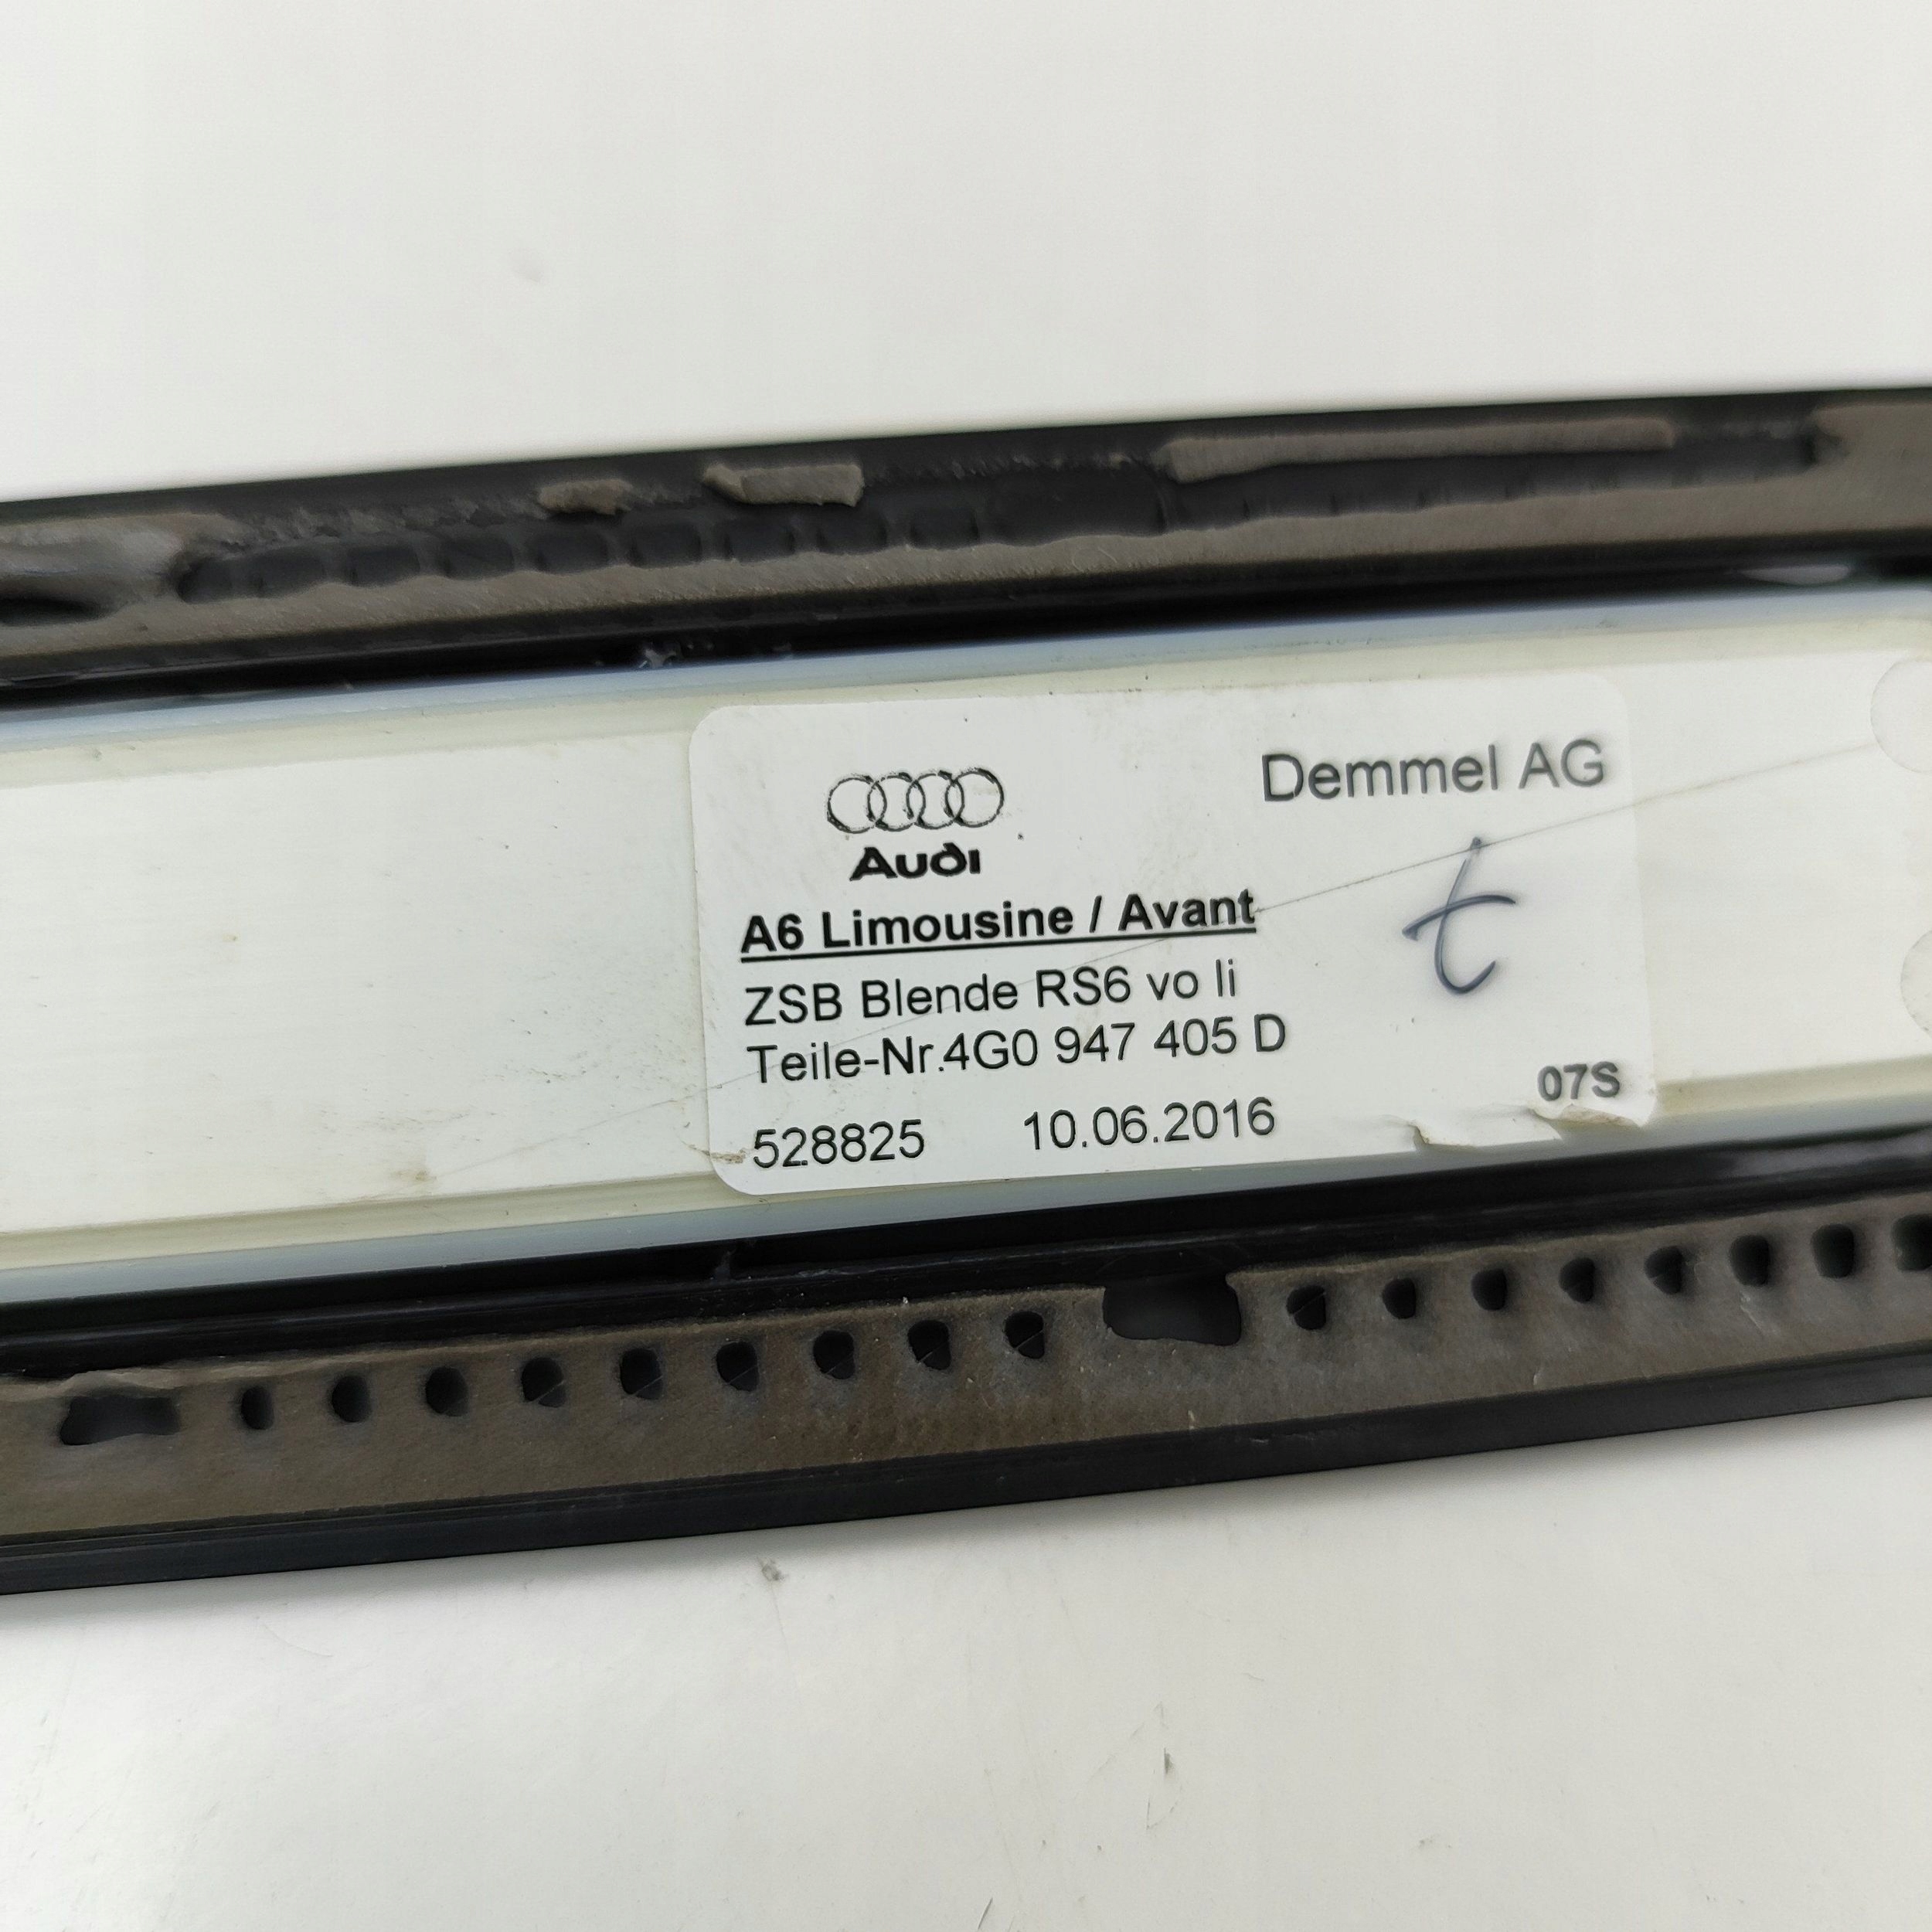 Audi
Demmel AG
A6 Limousine / Avant
t
ZSB Blende RS6 vo li
Teile-Nr.4G0 947 405 D
07S
528825 10.06.2016